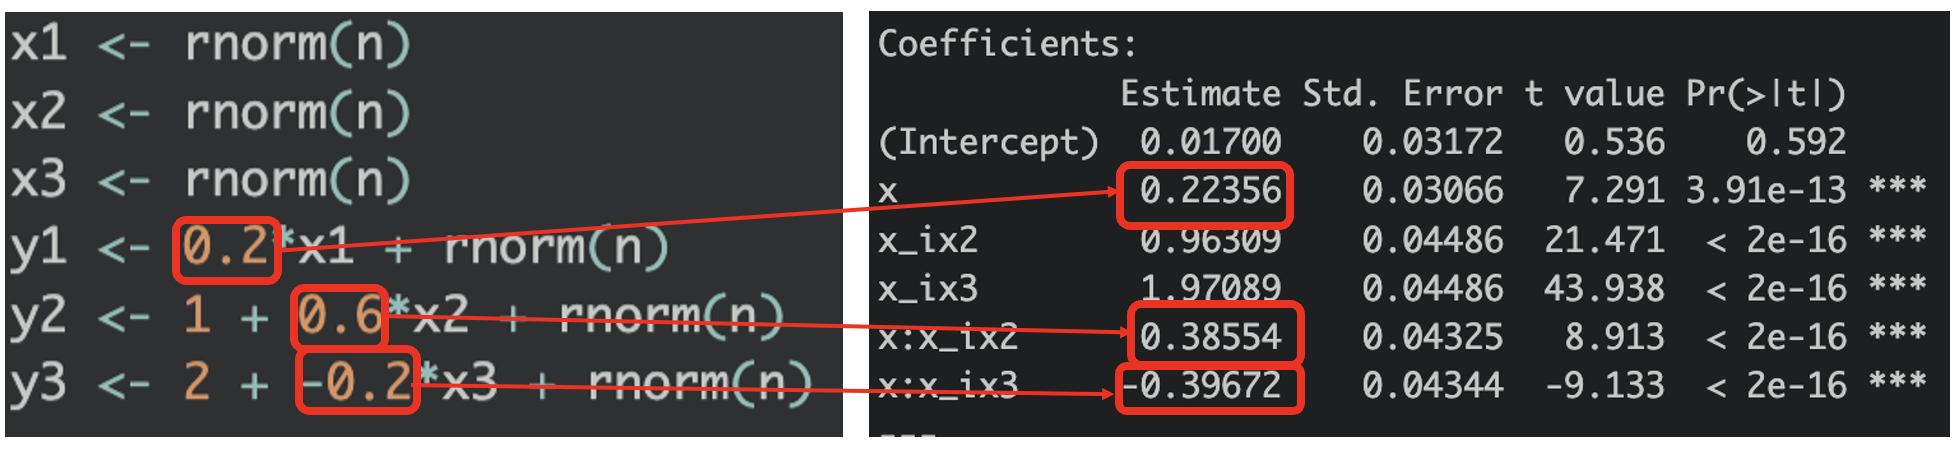 x1 <- rnorm(n)
x2 <- rnorm(n)
x3 <- rnorm(n)
y1 <- 0.2*x1 + rnorm(n)
y2 <- 1 + 0.6*x2 + rnorm(n)
y3 <- 2 + -0.2*x3 + rnorm(n)
Coefficients:
Estimate Std. Error t value Pr(>|t|)
(Intercept) 0.01700 0.03172 0.536 0.592
x 0.22356 0.03066 7.291 3.91e-13 ***
x_ix2 0.96309 0.04486 21.471 < 2e-16 ***
x_ix3 1.97089 0.04486 43.938 < 2e-16 ***
x:x_ix2 0.38554 0.04325 8.913 < 2e-16 ***
x:x_ix3 -0.39672 0.04344 -9.133 < 2e-16 ***
---